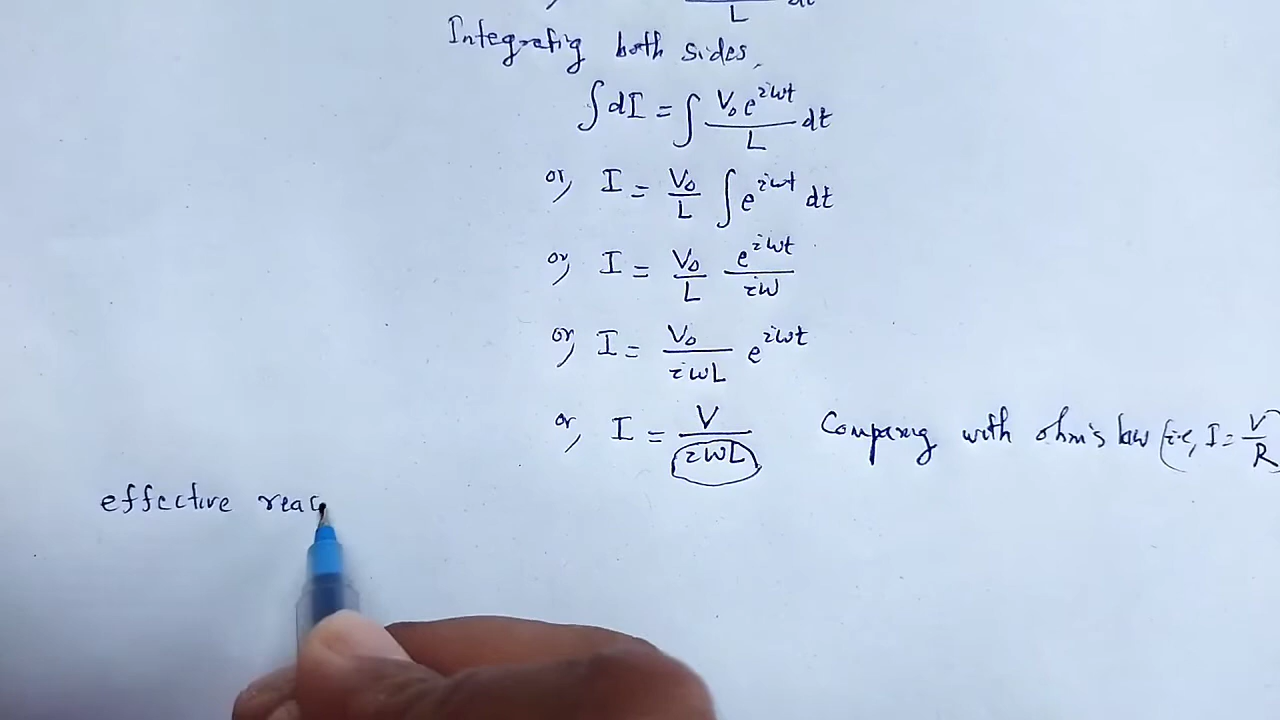 L dt
Integrating both sides,
∫dI = ∫ V₀e^{iωt}/L dt
or, I = V₀/L ∫e^{iωt} dt
or, I = V₀/L e^{iωt}/iω
or, I = V₀/iωL e^{iωt}
or, I = V/iωL Comparing with ohm's law (i.e, I = V/R
effective reac